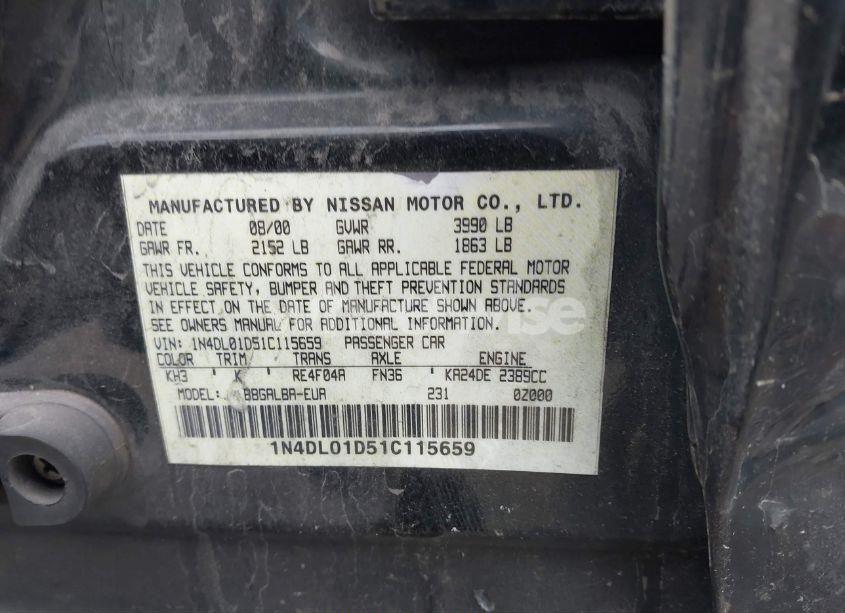 MANUFACTURED BY NISSAN MOTOR CO., LTD.
DATE 08/00 GVWR 3990 LB
GAWR FR. 2152 LB GAWR RR. 1863 LB
THIS VEHICLE CONFORMS TO ALL APPLICABLE FEDERAL MOTOR
VEHICLE SAFETY, BUMPER AND THEFT PREVENTION STANDARDS
IN EFFECT ON THE DATE OF MANUFACTURE SHOWN ABOVE.
SEE OWNERS MANUAL FOR ADDITIONAL INFORMATION.
VIN: 1N4DL01D51C115659 PASSENGER CAR
COLOR TRIM TRANS AXLE ENGINE
KH3 K RE4F04A FN36 KA24DE 2389CC
MODEL: BBGALBA-EUA 231 0Z000
1N4DL01D51C115659